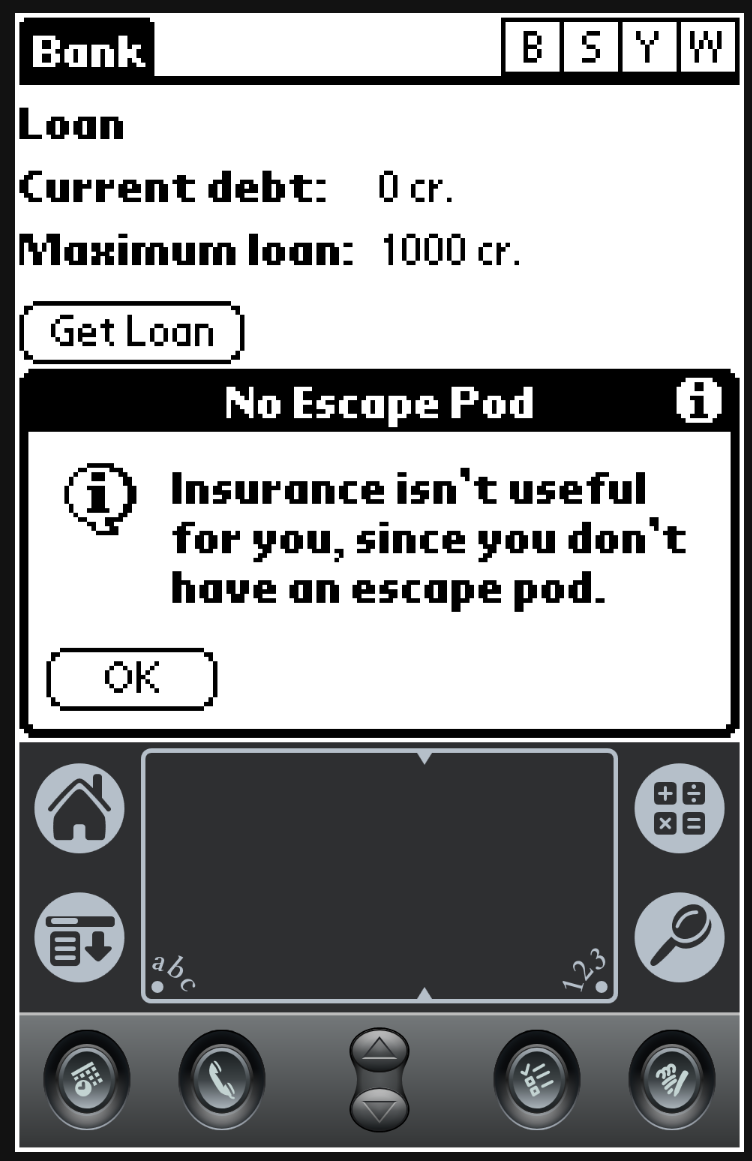 Bank B S Y W
Loan
Current debt: 0 cr.
Maximum loan: 1000 cr.
Get Loan
No Escape Pod i
Insurance isn't useful
for you, since you don't
have an escape pod.
OK
abc 123